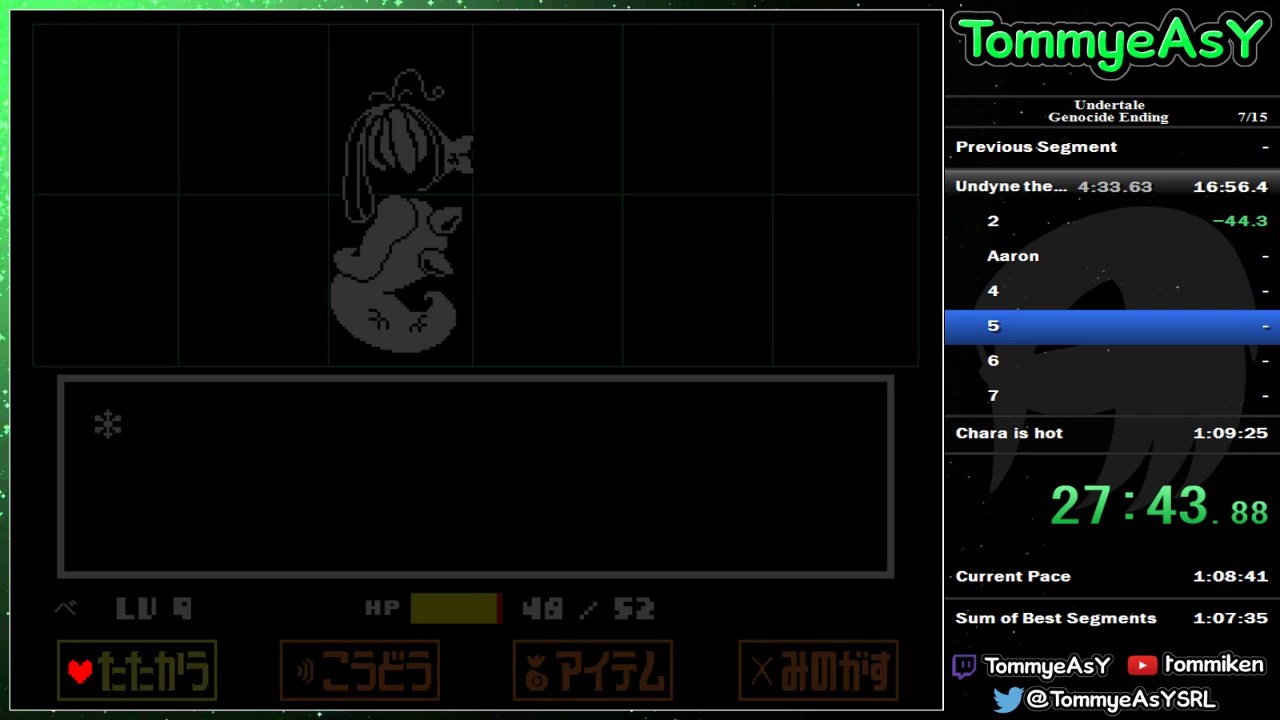 TommyeAsY
Undertale
Genocide Ending 7/15
Previous Segment -
Undyne the... 4:33.63 16:56.4
2 −44.3
Aaron -
4 -
5 -
6 -
7 -
Chara is hot 1:09:25
27:43.88
Current Pace 1:08:41
Sum of Best Segments 1:07:35
TommyeAsY tommiken
@TommyeAsYSRL
べ LV 9 HP 48 / 52
たたかう こうどう アイテム みのがす